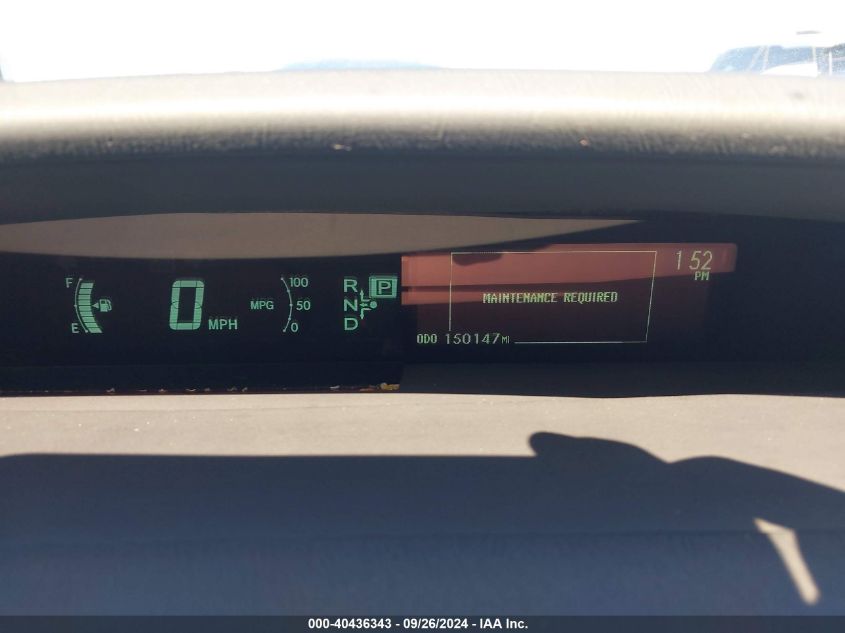 F
E
0 MPH
MPG
100
50
0
R
N
D
P
1 52
PM
MAINTENANCE REQUIRED
ODO 150147 MI
000-40436343 - 09/26/2024 - IAA Inc.